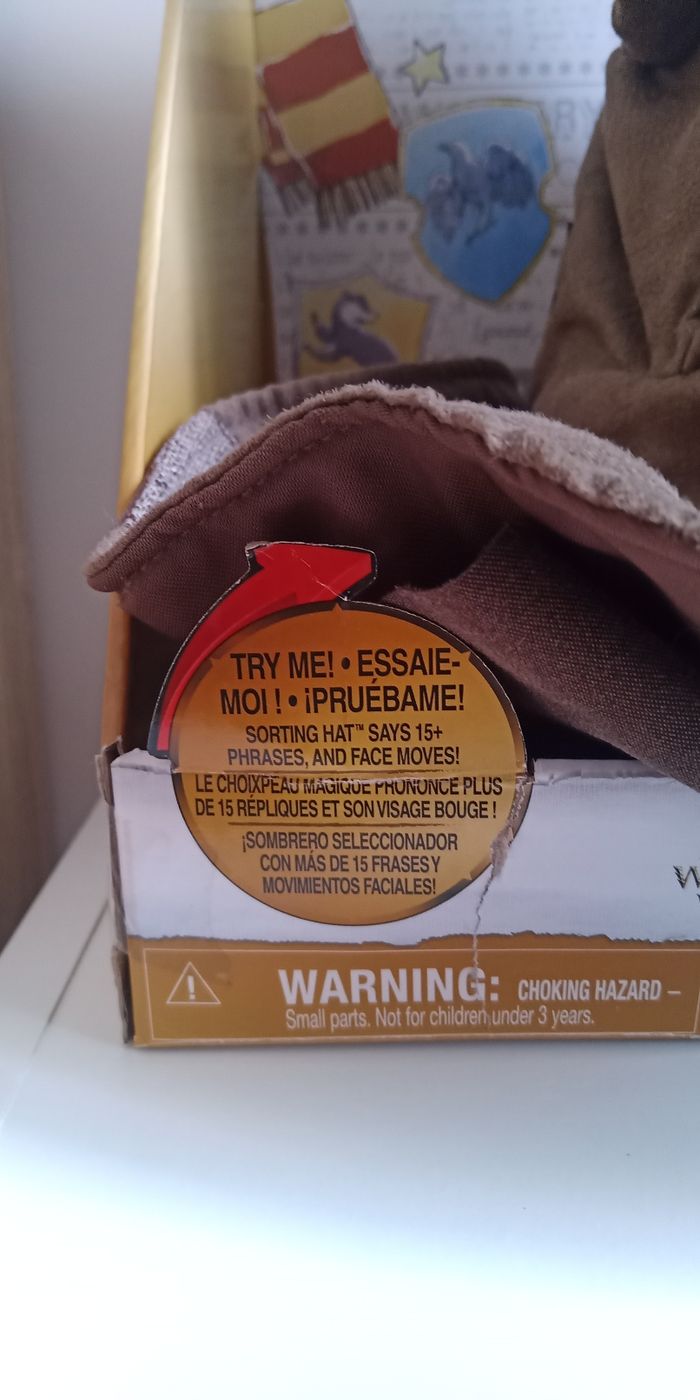 TRY ME! • ESSAIE-
MOI ! • ¡PRUÉBAME!
SORTING HAT™ SAYS 15+
PHRASES, AND FACE MOVES!
LE CHOIXPEAU MAGIQUE PRONONCE PLUS
DE 15 RÉPLIQUES ET SON VISAGE BOUGE !
¡SOMBRERO SELECCIONADOR
CON MÁS DE 15 FRASES Y
MOVIMIENTOS FACIALES!
WARNING: CHOKING HAZARD –
Small parts. Not for children under 3 years.